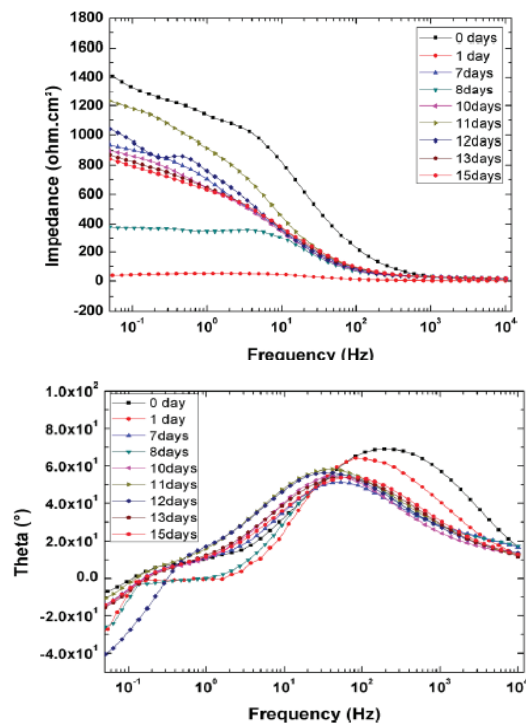 1800
1600
1400
1200
1000
800
600
400
200
0
-200
Impedance (ohm.cm²)
0 days
1 day
7days
8days
10days
11days
12days
13days
15days
10⁻¹ 10⁰ 10¹ 10² 10³ 10⁴
Frequency (Hz)
1.0x10²
8.0x10¹
6.0x10¹
4.0x10¹
2.0x10¹
0.0
-2.0x10¹
-4.0x10¹
Theta (°)
0 day
1 day
7days
8days
10days
11days
12days
13days
15days
10⁻¹ 10⁰ 10¹ 10² 10³ 10⁴
Frequency (Hz)